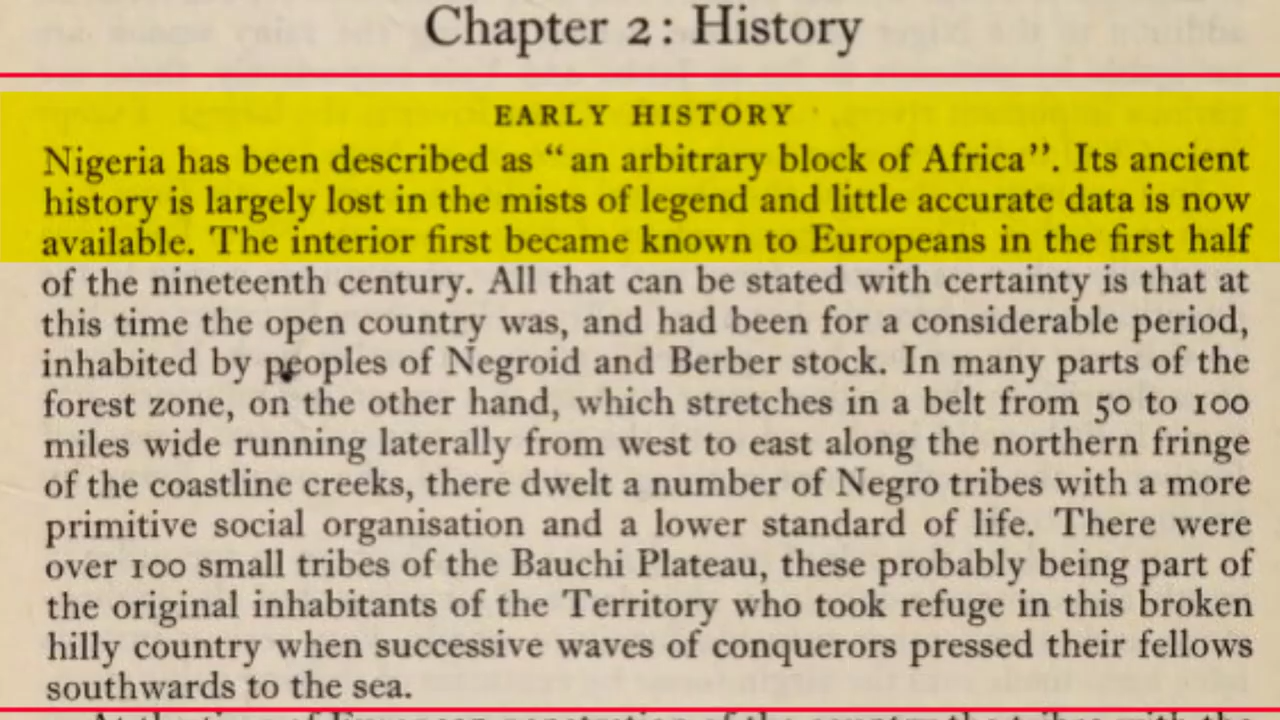 Chapter 2: History
EARLY HISTORY
Nigeria has been described as “an arbitrary block of Africa”. Its ancient
history is largely lost in the mists of legend and little accurate data is now
available. The interior first became known to Europeans in the first half
of the nineteenth century. All that can be stated with certainty is that at
this time the open country was, and had been for a considerable period,
inhabited by peoples of Negroid and Berber stock. In many parts of the
forest zone, on the other hand, which stretches in a belt from 50 to 100
miles wide running laterally from west to east along the northern fringe
of the coastline creeks, there dwelt a number of Negro tribes with a more
primitive social organisation and a lower standard of life. There were
over 100 small tribes of the Bauchi Plateau, these probably being part of
the original inhabitants of the Territory who took refuge in this broken
hilly country when successive waves of conquerors pressed their fellows
southwards to the sea.